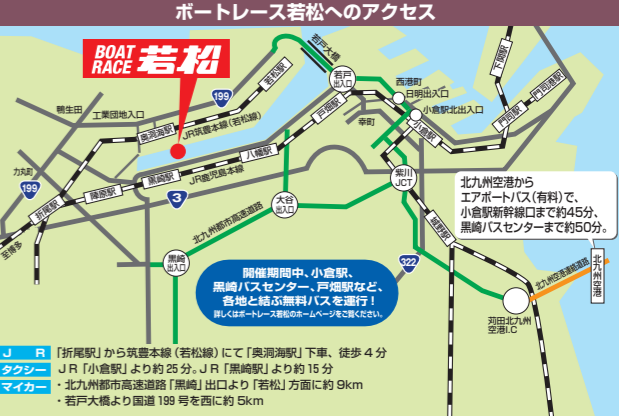 ボートレース若松へのアクセス
BOAT
RACE 若松
若戸大橋
若松駅
若戸
出入口
西港町
日明出入口
小倉駅北出入口
下関駅
門司港駅
門司駅
小倉駅
幸町
戸畑駅
鴨生田
工業団地入口
199
奥洞海駅
JR筑豊本線(若松線)
八幡駅
黒崎駅
JR鹿児島本線
陣原駅
力丸町
199
折尾駅
至博多
3
大谷
出入口
北九州都市高速道路
黒崎
出入口
紫川
JCT
城野駅
322
北九州空港から
エアポートバス(有料)で、
小倉駅新幹線口まで約45分、
黒崎バスセンターまで約50分。
北九州空港
北九州空港連絡道路
苅田北九州
空港I.C
開催期間中、小倉駅、
黒崎バスセンター、戸畑駅など、
各地と結ぶ無料バスを運行!
詳しくはボートレース若松のホームページをご覧ください。
J R 「折尾駅」から筑豊本線(若松線)にて「奥洞海駅」下車、徒歩4分
タクシー JR「小倉駅」より約25分。JR「黒崎駅」より約15分
マイカー ・北九州都市高速道路「黒崎」出口より「若松」方面に約9km
・若戸大橋より国道199号を西に約5km